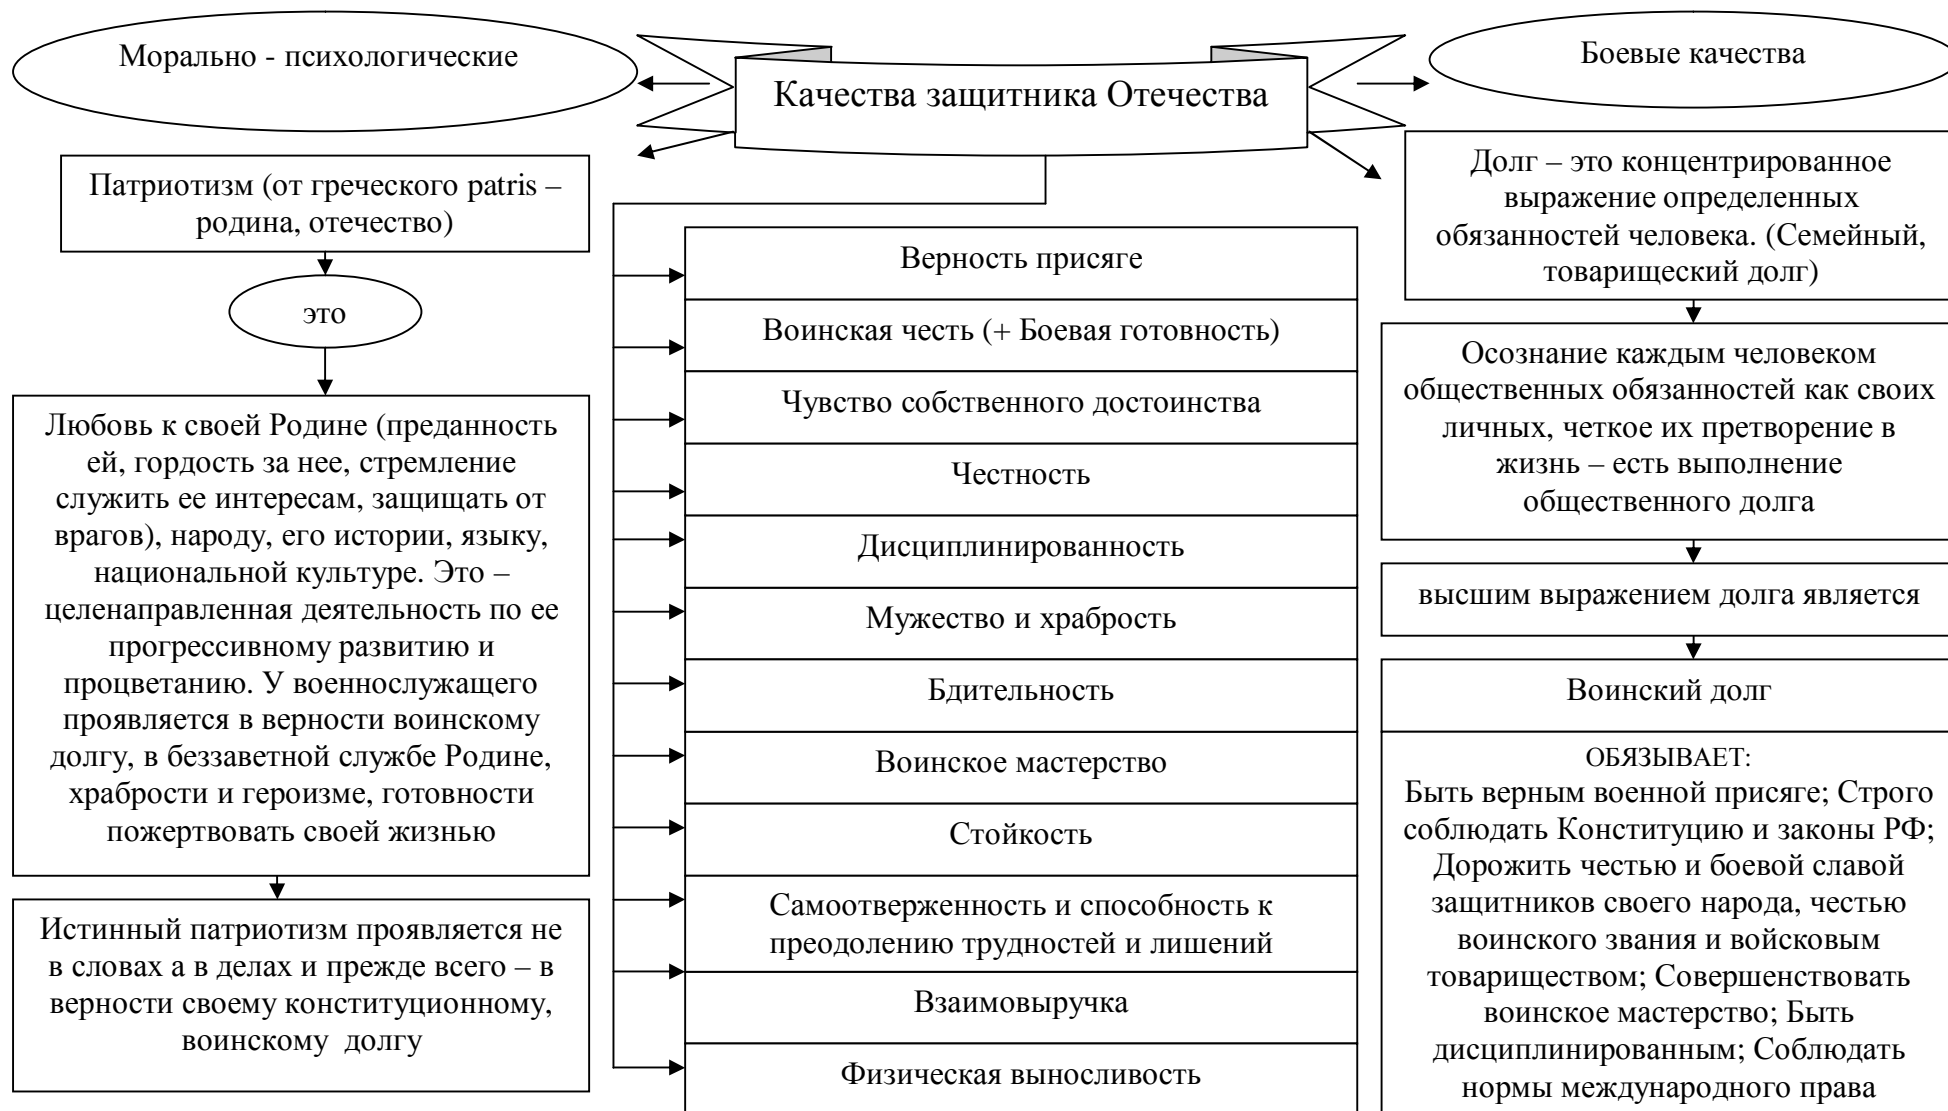 Морально - психологические
Качества защитника Отечества
Боевые качества
Патриотизм (от греческого patris –
родина, отечество)
это
Любовь к своей Родине (преданность
ей, гордость за нее, стремление
служить ее интересам, защищать от
врагов), народу, его истории, языку,
национальной культуре. Это –
целенаправленная деятельность по ее
прогрессивному развитию и
процветанию. У военнослужащего
проявляется в верности воинскому
долгу, в беззаветной службе Родине,
храбрости и героизме, готовности
пожертвовать своей жизнью
Истинный патриотизм проявляется не
в словах а в делах и прежде всего – в
верности своему конституционному,
воинскому  долгу
Верность присяге
Воинская честь (+ Боевая готовность)
Чувство собственного достоинства
Честность
Дисциплинированность
Мужество и храбрость
Бдительность
Воинское мастерство
Стойкость
Самоотверженность и способность к
преодолению трудностей и лишений
Взаимовыручка
Физическая выносливость
Долг – это концентрированное
выражение определенных
обязанностей человека. (Семейный,
товарищеский долг)
Осознание каждым человеком
общественных обязанностей как своих
личных, четкое их претворение в
жизнь – есть выполнение
общественного долга
высшим выражением долга является
Воинский долг
ОБЯЗЫВАЕТ:
Быть верным военной присяге; Строго
соблюдать Конституцию и законы РФ;
Дорожить честью и боевой славой
защитников своего народа, честью
воинского звания и войсковым
товариществом; Совершенствовать
воинское мастерство; Быть
дисциплинированным; Соблюдать
нормы международного права